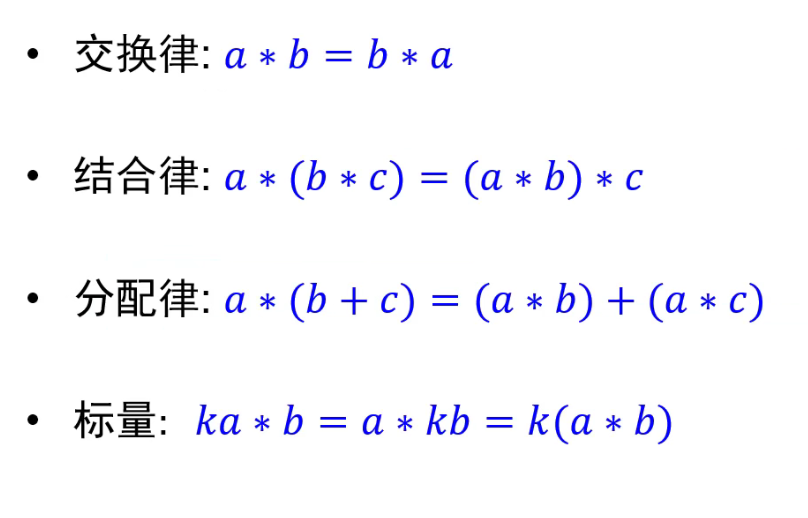 • 交换律: a ∗ b = b ∗ a
• 结合律: a ∗ (b ∗ c) = (a ∗ b) ∗ c
• 分配律: a ∗ (b + c) = (a ∗ b) + (a ∗ c)
• 标量: ka ∗ b = a ∗ kb = k(a ∗ b)